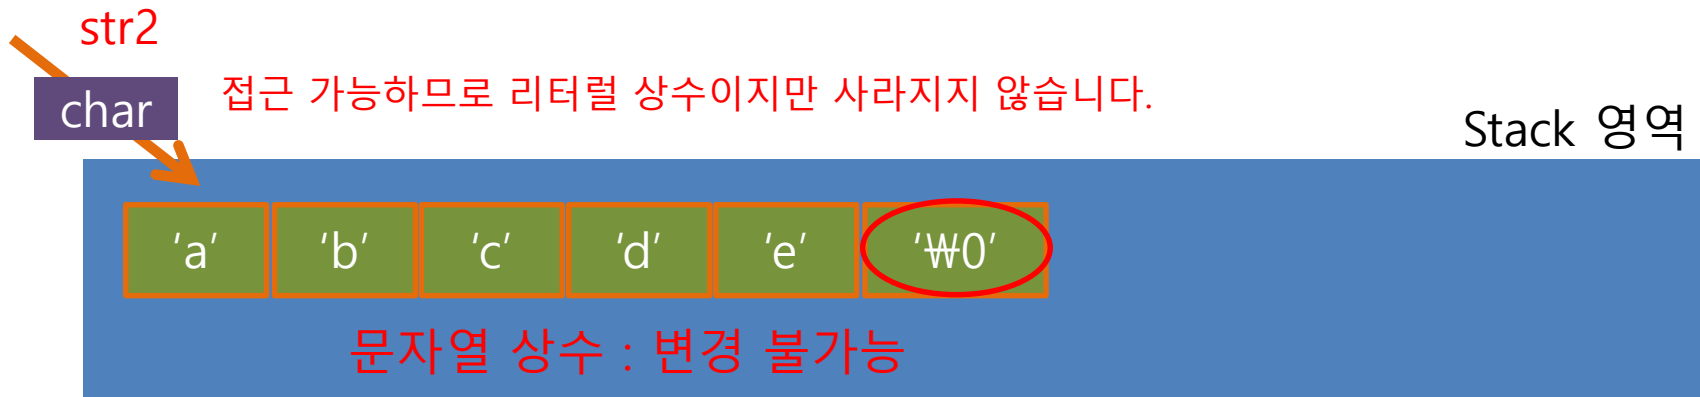 str2
char
접근 가능하므로 리터럴 상수이지만 사라지지 않습니다.
Stack 영역
‘a’ ‘b’ ‘c’ ‘d’ ‘e’ ‘₩0’
문자열 상수 : 변경 불가능